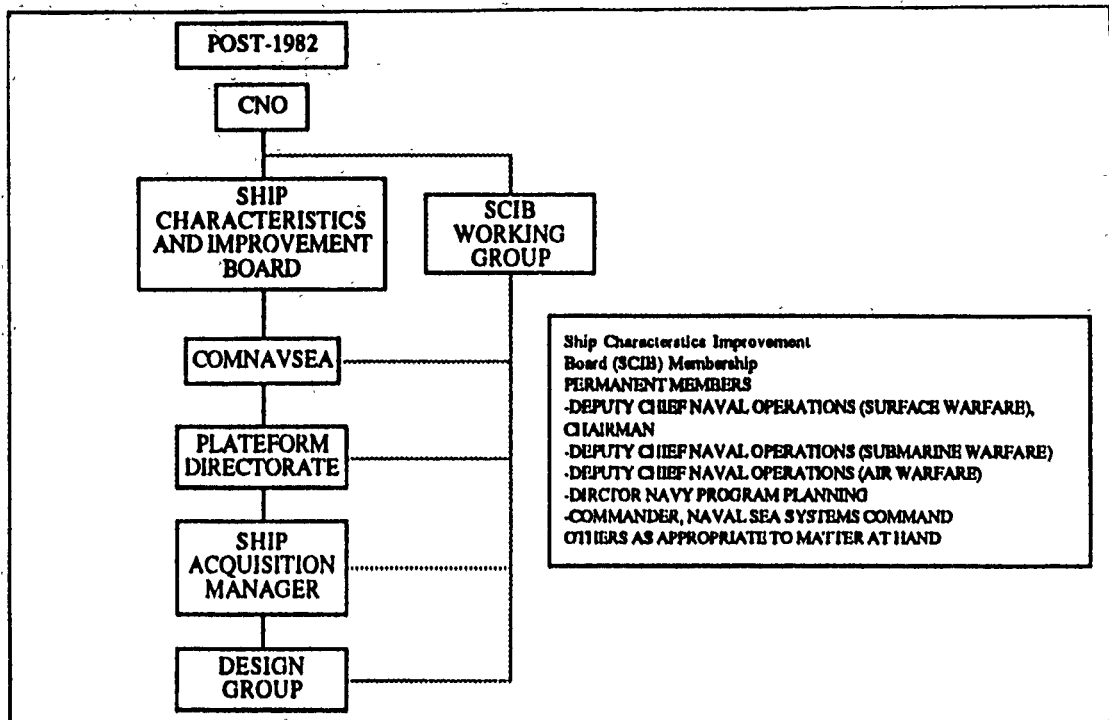 POST-1982
CNO
SHIP
CHARACTERISTICS
AND IMPROVEMENT
BOARD
SCIB
WORKING
GROUP
COMNAVSEA
PLATEFORM
DIRECTORATE
SHIP
ACQUISITION
MANAGER
DESIGN
GROUP
Ship Characterstics Improvement
Board (SCIB) Membership
PERMANENT MEMBERS
-DEPUTY CHIEF NAVAL OPERATIONS (SURFACE WARFARE),
CHAIRMAN
-DEPUTY CHIEF NAVAL OPERATIONS (SUBMARINE WARFARE)
-DEPUTY CHIEF NAVAL OPERATIONS (AIR WARFARE)
-DIRCTOR NAVY PROGRAM PLANNING
-COMMANDER, NAVAL SEA SYSTEMS COMMAND
OTHERS AS APPROPRIATE TO MATTER AT HAND